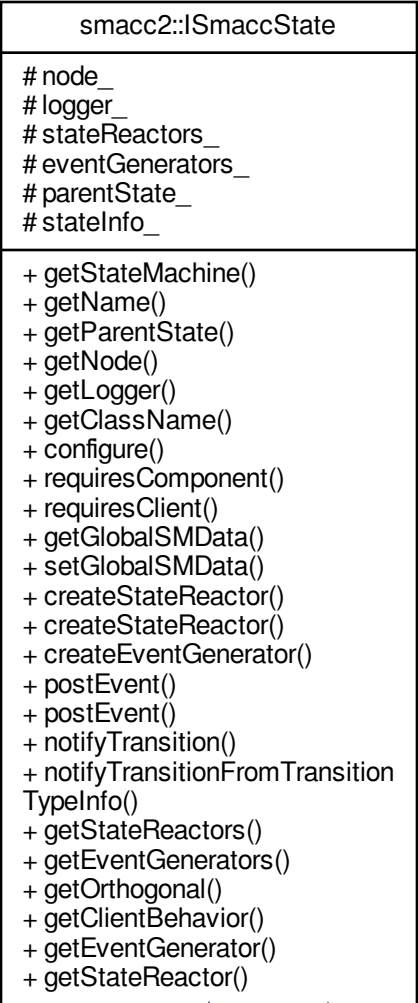 smacc2::ISmaccState
# node_
# logger_
# stateReactors_
# eventGenerators_
# parentState_
# stateInfo_
+ getStateMachine()
+ getName()
+ getParentState()
+ getNode()
+ getLogger()
+ getClassName()
+ configure()
+ requiresComponent()
+ requiresClient()
+ getGlobalSMData()
+ setGlobalSMData()
+ createStateReactor()
+ createStateReactor()
+ createEventGenerator()
+ postEvent()
+ postEvent()
+ notifyTransition()
+ notifyTransitionFromTransition
TypeInfo()
+ getStateReactors()
+ getEventGenerators()
+ getOrthogonal()
+ getClientBehavior()
+ getEventGenerator()
+ getStateReactor()